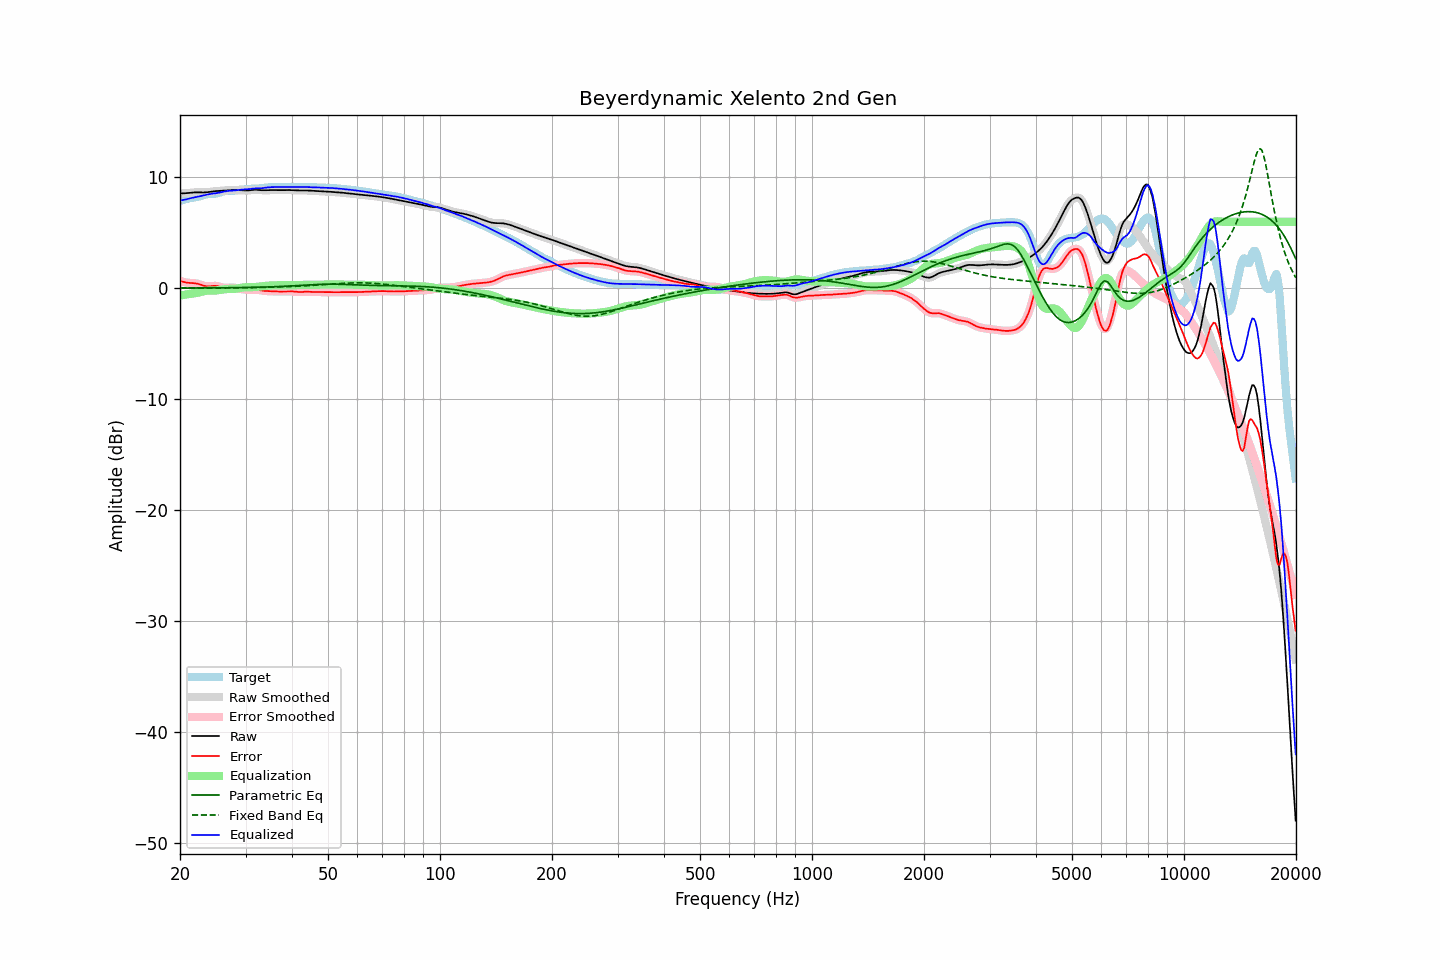 Beyerdynamic Xelento 2nd Gen
10
0
−10
−20
−30
−40
−50
Amplitude (dBr)
Target
Raw Smoothed
Error Smoothed
Raw
Error
Equalization
Parametric Eq
Fixed Band Eq
Equalized
20 50 100 200 500 1000 2000 5000 10000 20000
Frequency (Hz)